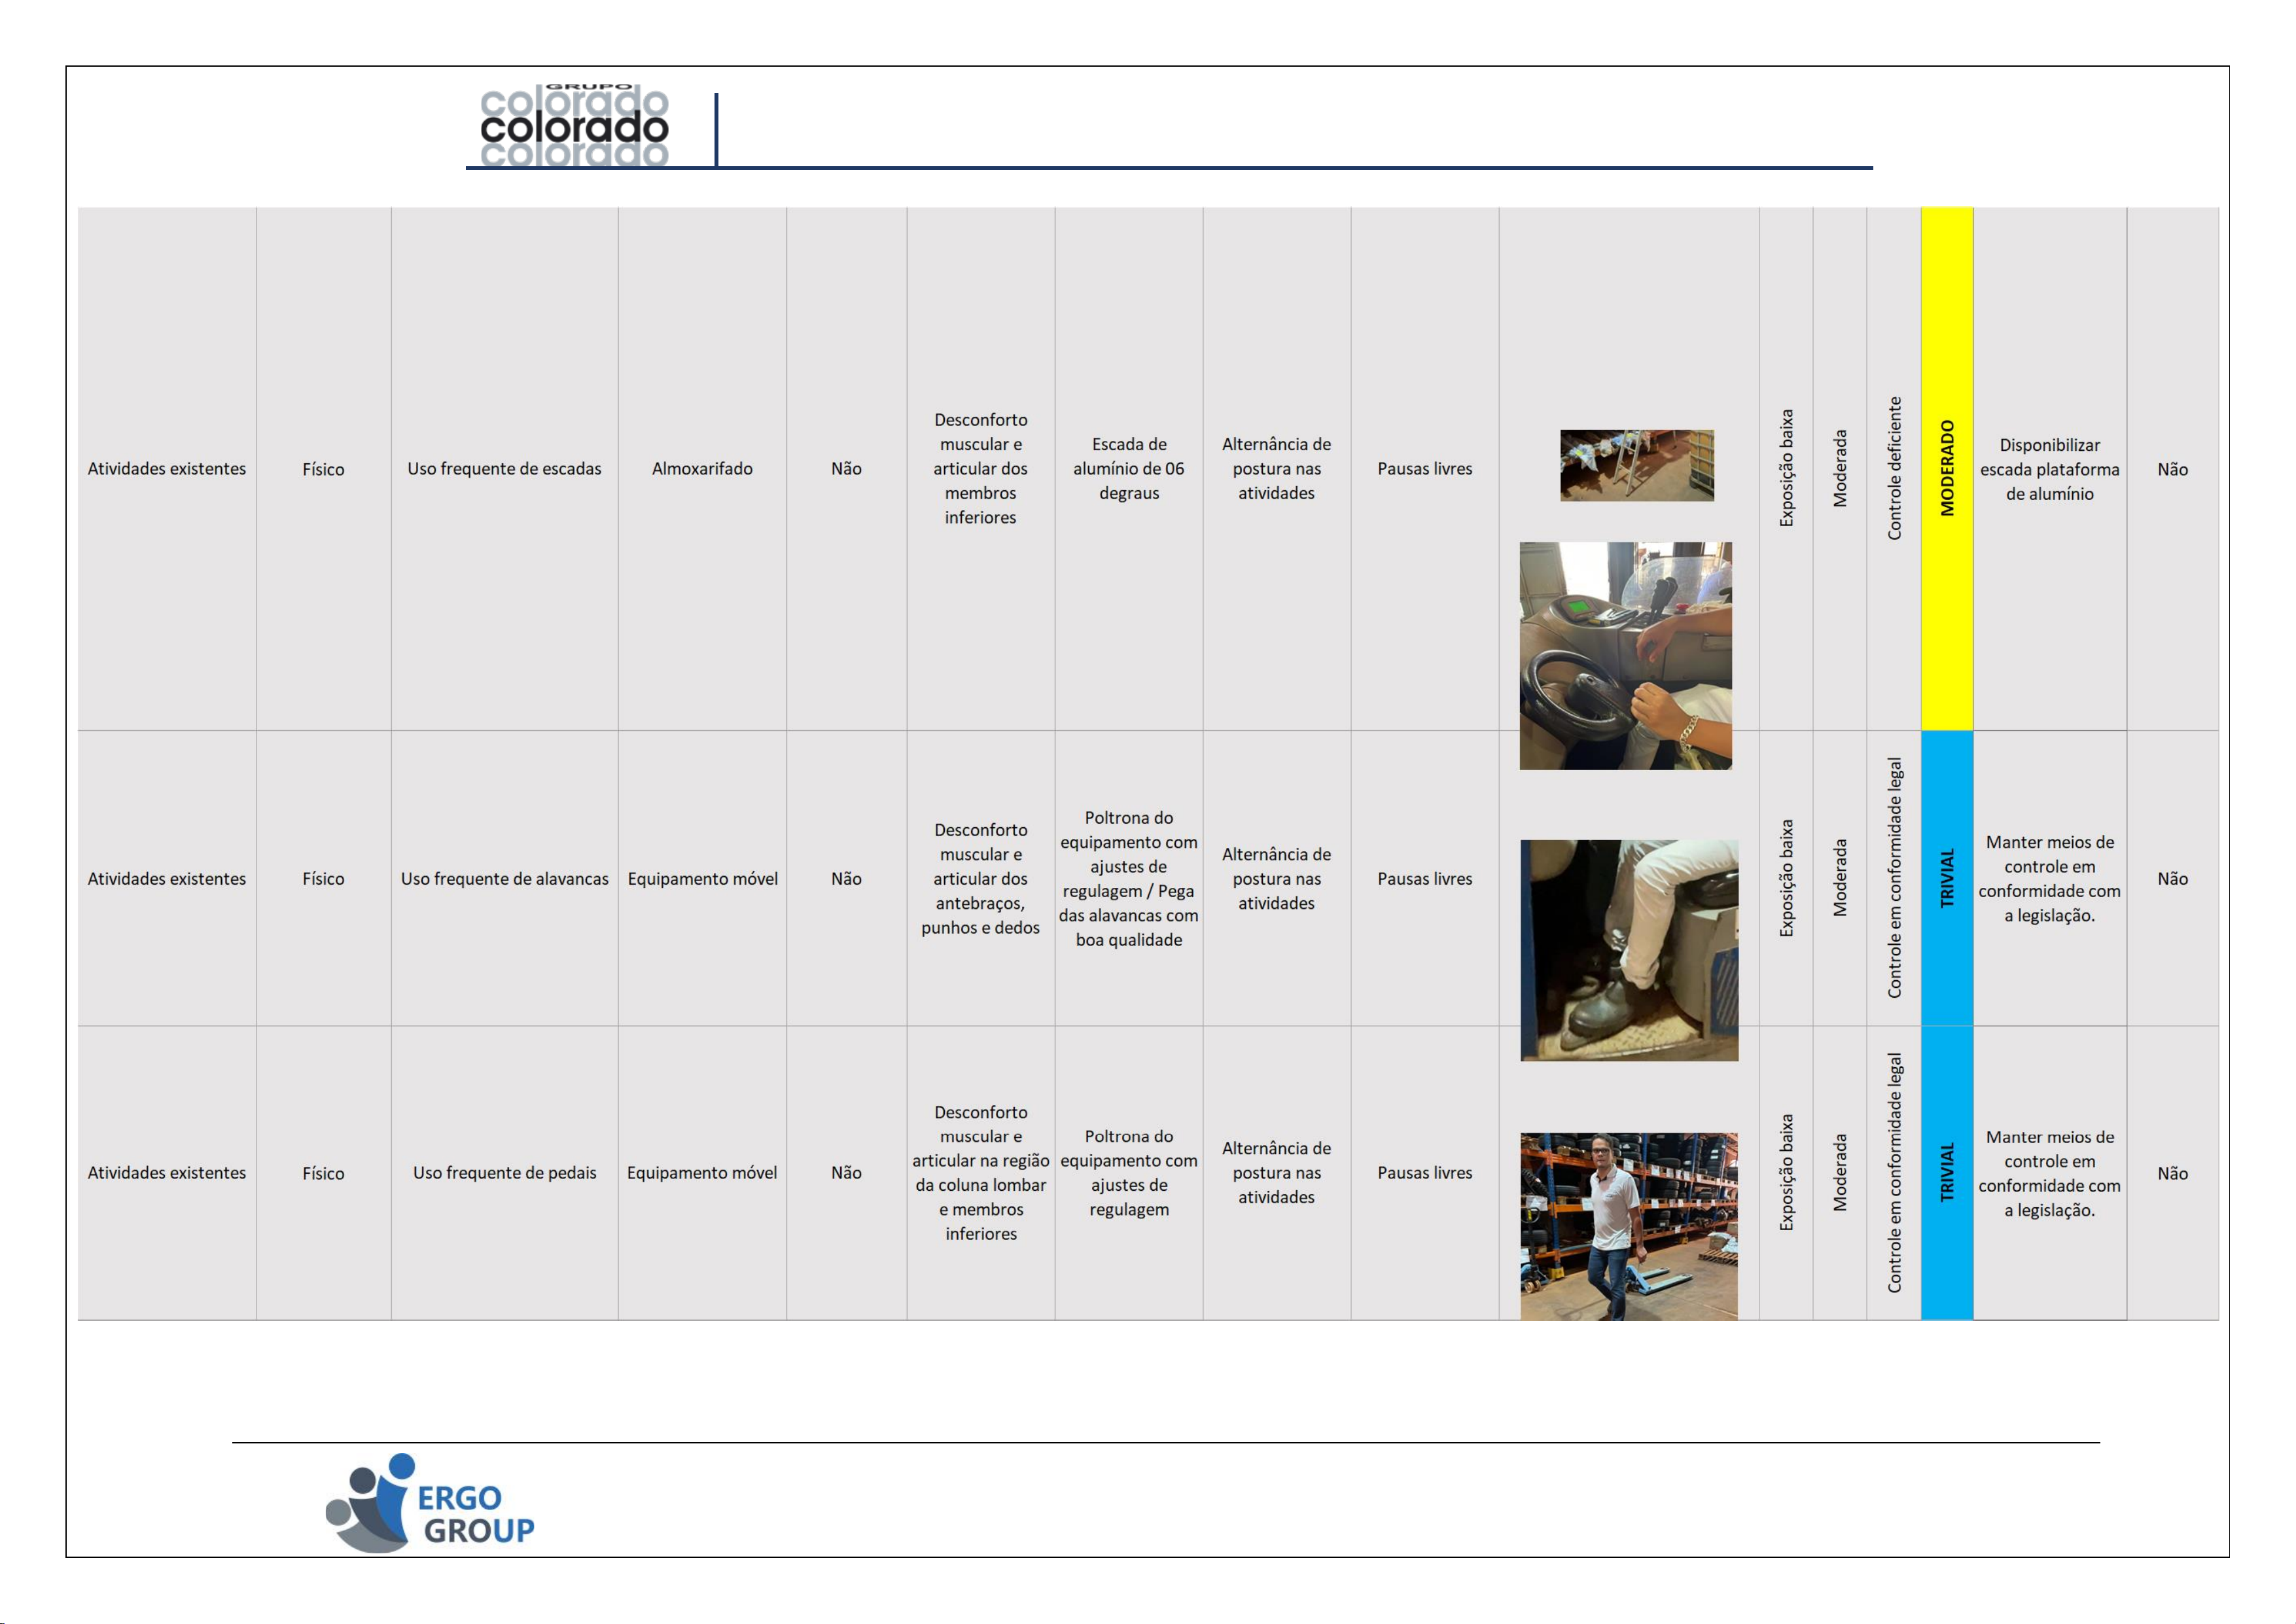 GRUPO
colorado
colorado
colorado
Atividades existentes
Físico
Uso frequente de escadas
Almoxarifado
Não
Desconforto
muscular e
articular dos
membros
inferiores
Escada de
alumínio de 06
degraus
Alternância de
postura nas
atividades
Pausas livres
Exposição baixa
Moderada
Controle deficiente
MODERADO
Disponibilizar
escada plataforma
de alumínio
Não
Atividades existentes
Físico
Uso frequente de alavancas
Equipamento móvel
Não
Desconforto
muscular e
articular dos
antebraços,
punhos e dedos
Poltrona do
equipamento com
ajustes de
regulagem / Pega
das alavancas com
boa qualidade
Alternância de
postura nas
atividades
Pausas livres
Exposição baixa
Moderada
Controle em conformidade legal
TRIVIAL
Manter meios de
controle em
conformidade com
a legislação.
Não
Atividades existentes
Físico
Uso frequente de pedais
Equipamento móvel
Não
Desconforto
muscular e
articular na região
da coluna lombar
e membros
inferiores
Poltrona do
equipamento com
ajustes de
regulagem
Alternância de
postura nas
atividades
Pausas livres
Exposição baixa
Moderada
Controle em conformidade legal
TRIVIAL
Manter meios de
controle em
conformidade com
a legislação.
Não
ERGO
GROUP